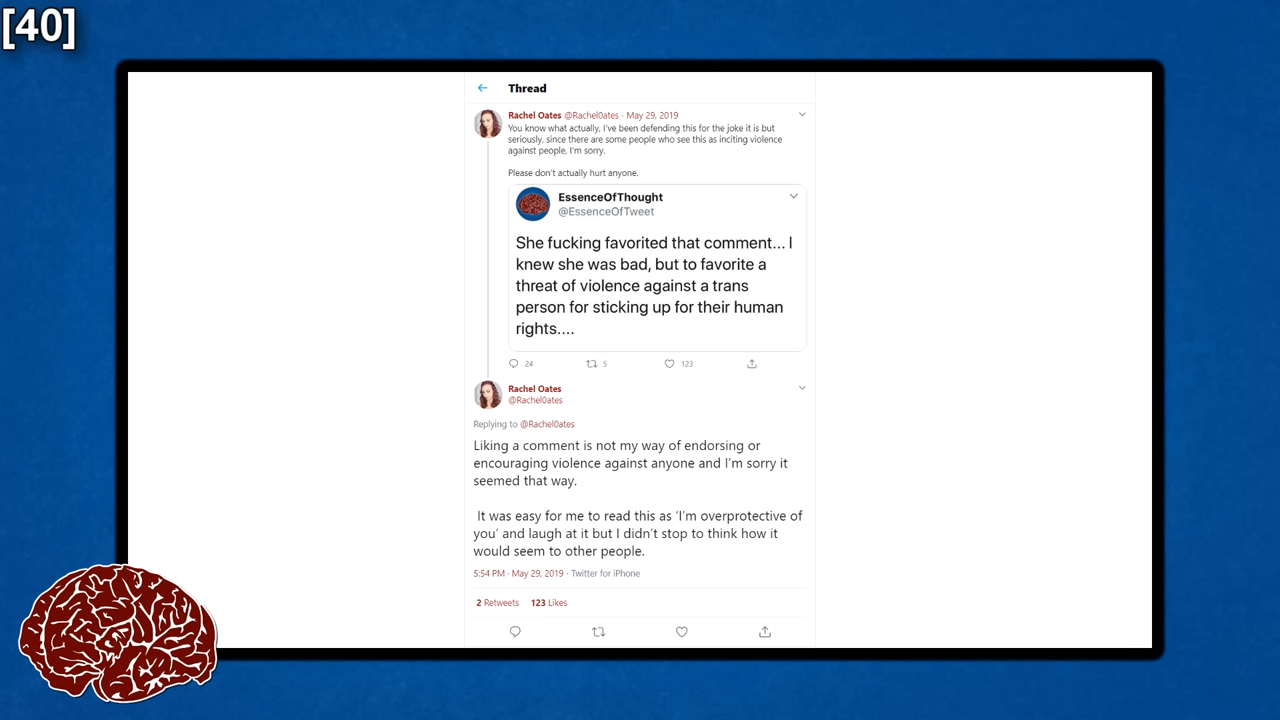 [40]
Thread
Rachel Oates @Rachel0ates · May 29, 2019
You know what actually, I've been defending this for the joke it is but
seriously, since there are some people who see this as inciting violence
against people, I'm sorry.
Please don't actually hurt anyone.
EssenceOfThought
@EssenceOfTweet
She fucking favorited that comment... I
knew she was bad, but to favorite a
threat of violence against a trans
person for sticking up for their human
rights....
24 5 123
Rachel Oates
@Rachel0ates
Replying to @Rachel0ates
Liking a comment is not my way of endorsing or
encouraging violence against anyone and I'm sorry it
seemed that way.
It was easy for me to read this as 'I'm overprotective of
you' and laugh at it but I didn't stop to think how it
would seem to other people.
5:54 PM · May 29, 2019 · Twitter for iPhone
2 Retweets 123 Likes